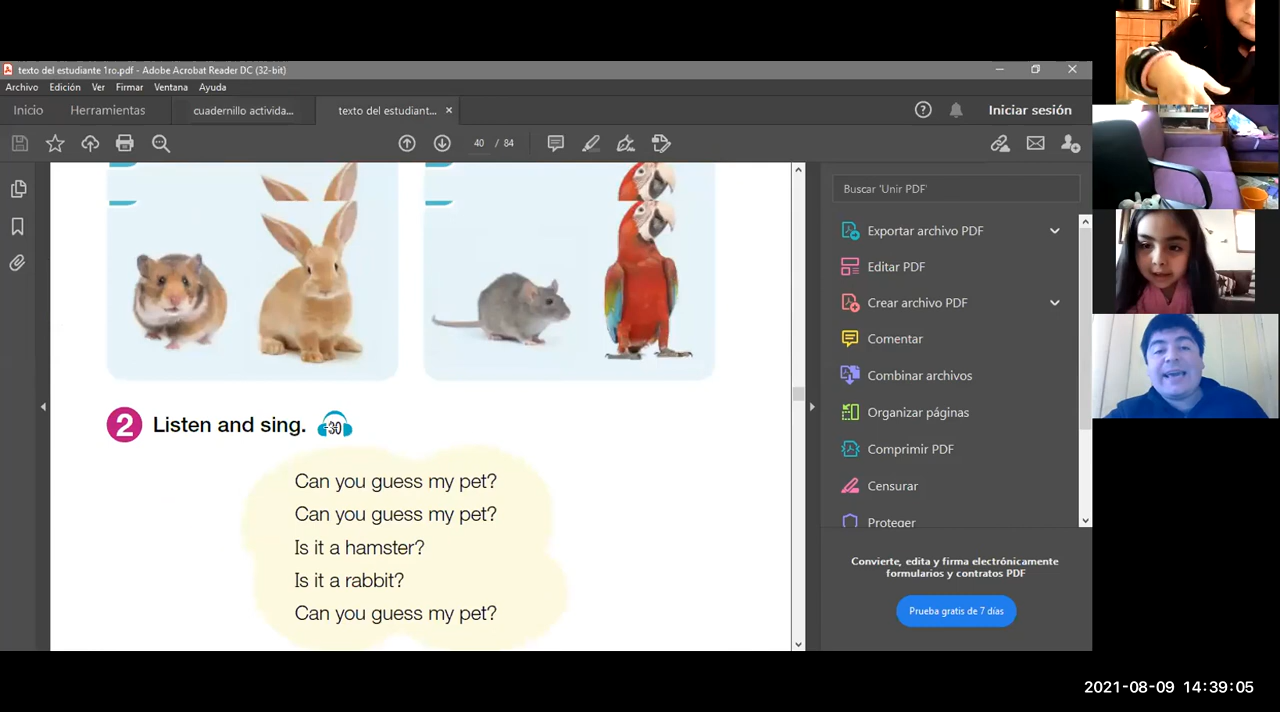 texto del estudiante 1ro.pdf - Adobe Acrobat Reader DC (32-bit)
Archivo Edición Ver Firmar Ventana Ayuda
Inicio Herramientas cuadernillo activida... texto del estudiant... × Iniciar sesión
40 / 84
Buscar 'Unir PDF'
Exportar archivo PDF
Editar PDF
Crear archivo PDF
Comentar
Combinar archivos
Organizar páginas
Comprimir PDF
Censurar
Proteger
Convierte, edita y firma electrónicamente
formularios y contratos PDF
Prueba gratis de 7 días
2 Listen and sing. 30
Can you guess my pet?
Can you guess my pet?
Is it a hamster?
Is it a rabbit?
Can you guess my pet?
2021-08-09 14:39:05